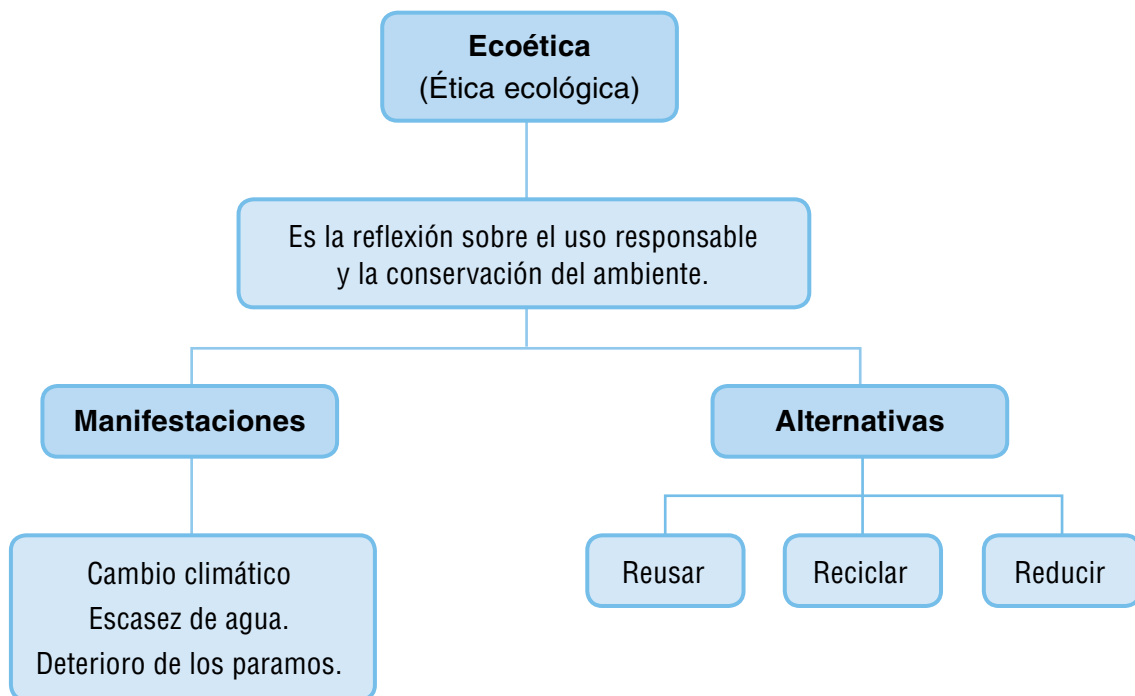 Ecoética
(Ética ecológica)
Es la reflexión sobre el uso responsable
y la conservación del ambiente.
Manifestaciones
Cambio climático
Escasez de agua.
Deterioro de los paramos.
Alternativas
Reusar
Reciclar
Reducir